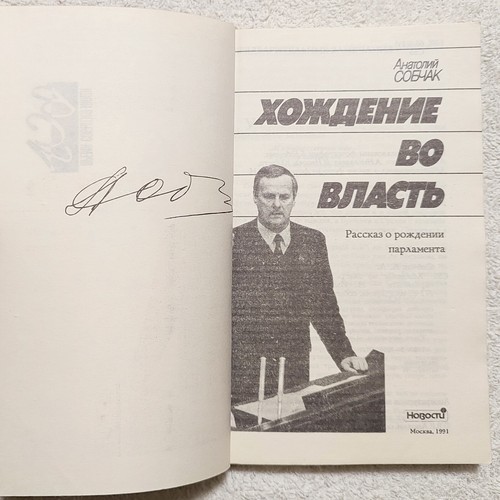 Анатолий
СОБЧАК
ХОЖДЕНИЕ
ВО
ВЛАСТЬ
Рассказ о рождении
парламента
Новости
Москва, 1991